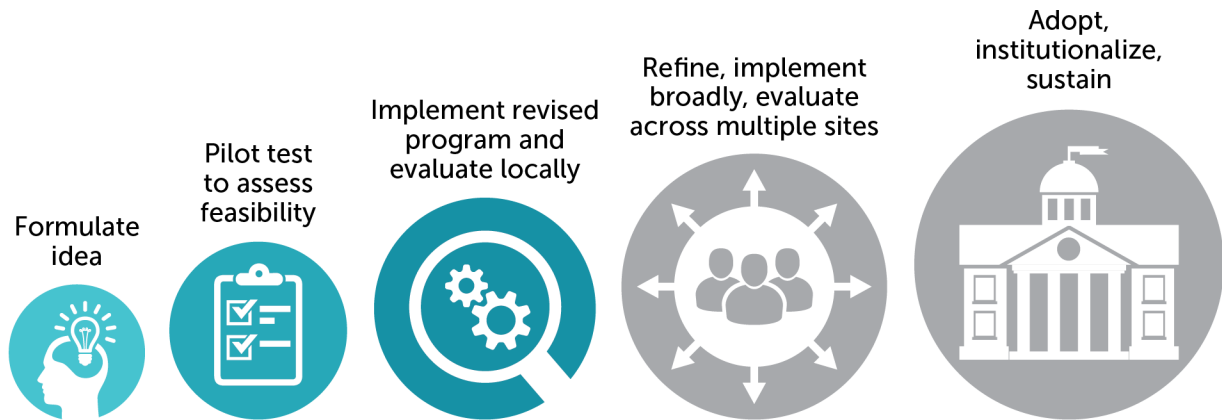 Formulate
idea
Pilot test
to assess
feasibility
Implement revised
program and
evaluate locally
Refine, implement
broadly, evaluate
across multiple sites
Adopt,
institutionalize,
sustain